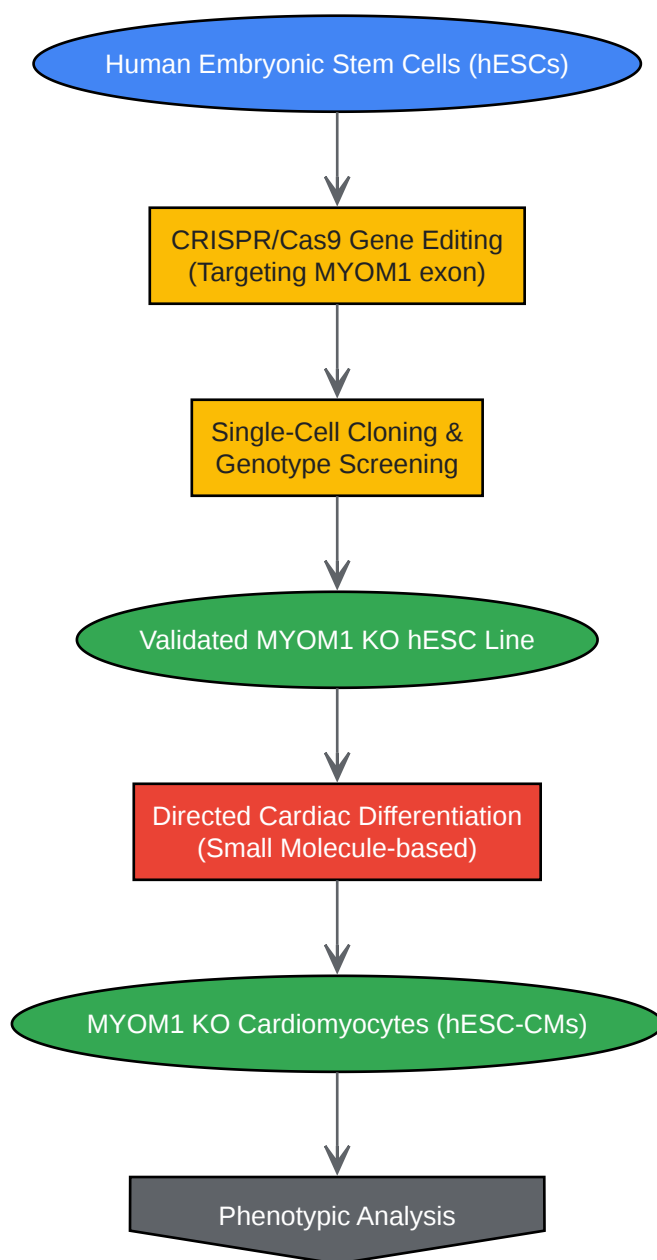 Human Embryonic Stem Cells (hESCs)
CRISPR/Cas9 Gene Editing
(Targeting MYOM1 exon)
Single-Cell Cloning &
Genotype Screening
Validated MYOM1 KO hESC Line
Directed Cardiac Differentiation
(Small Molecule-based)
MYOM1 KO Cardiomyocytes (hESC-CMs)
Phenotypic Analysis